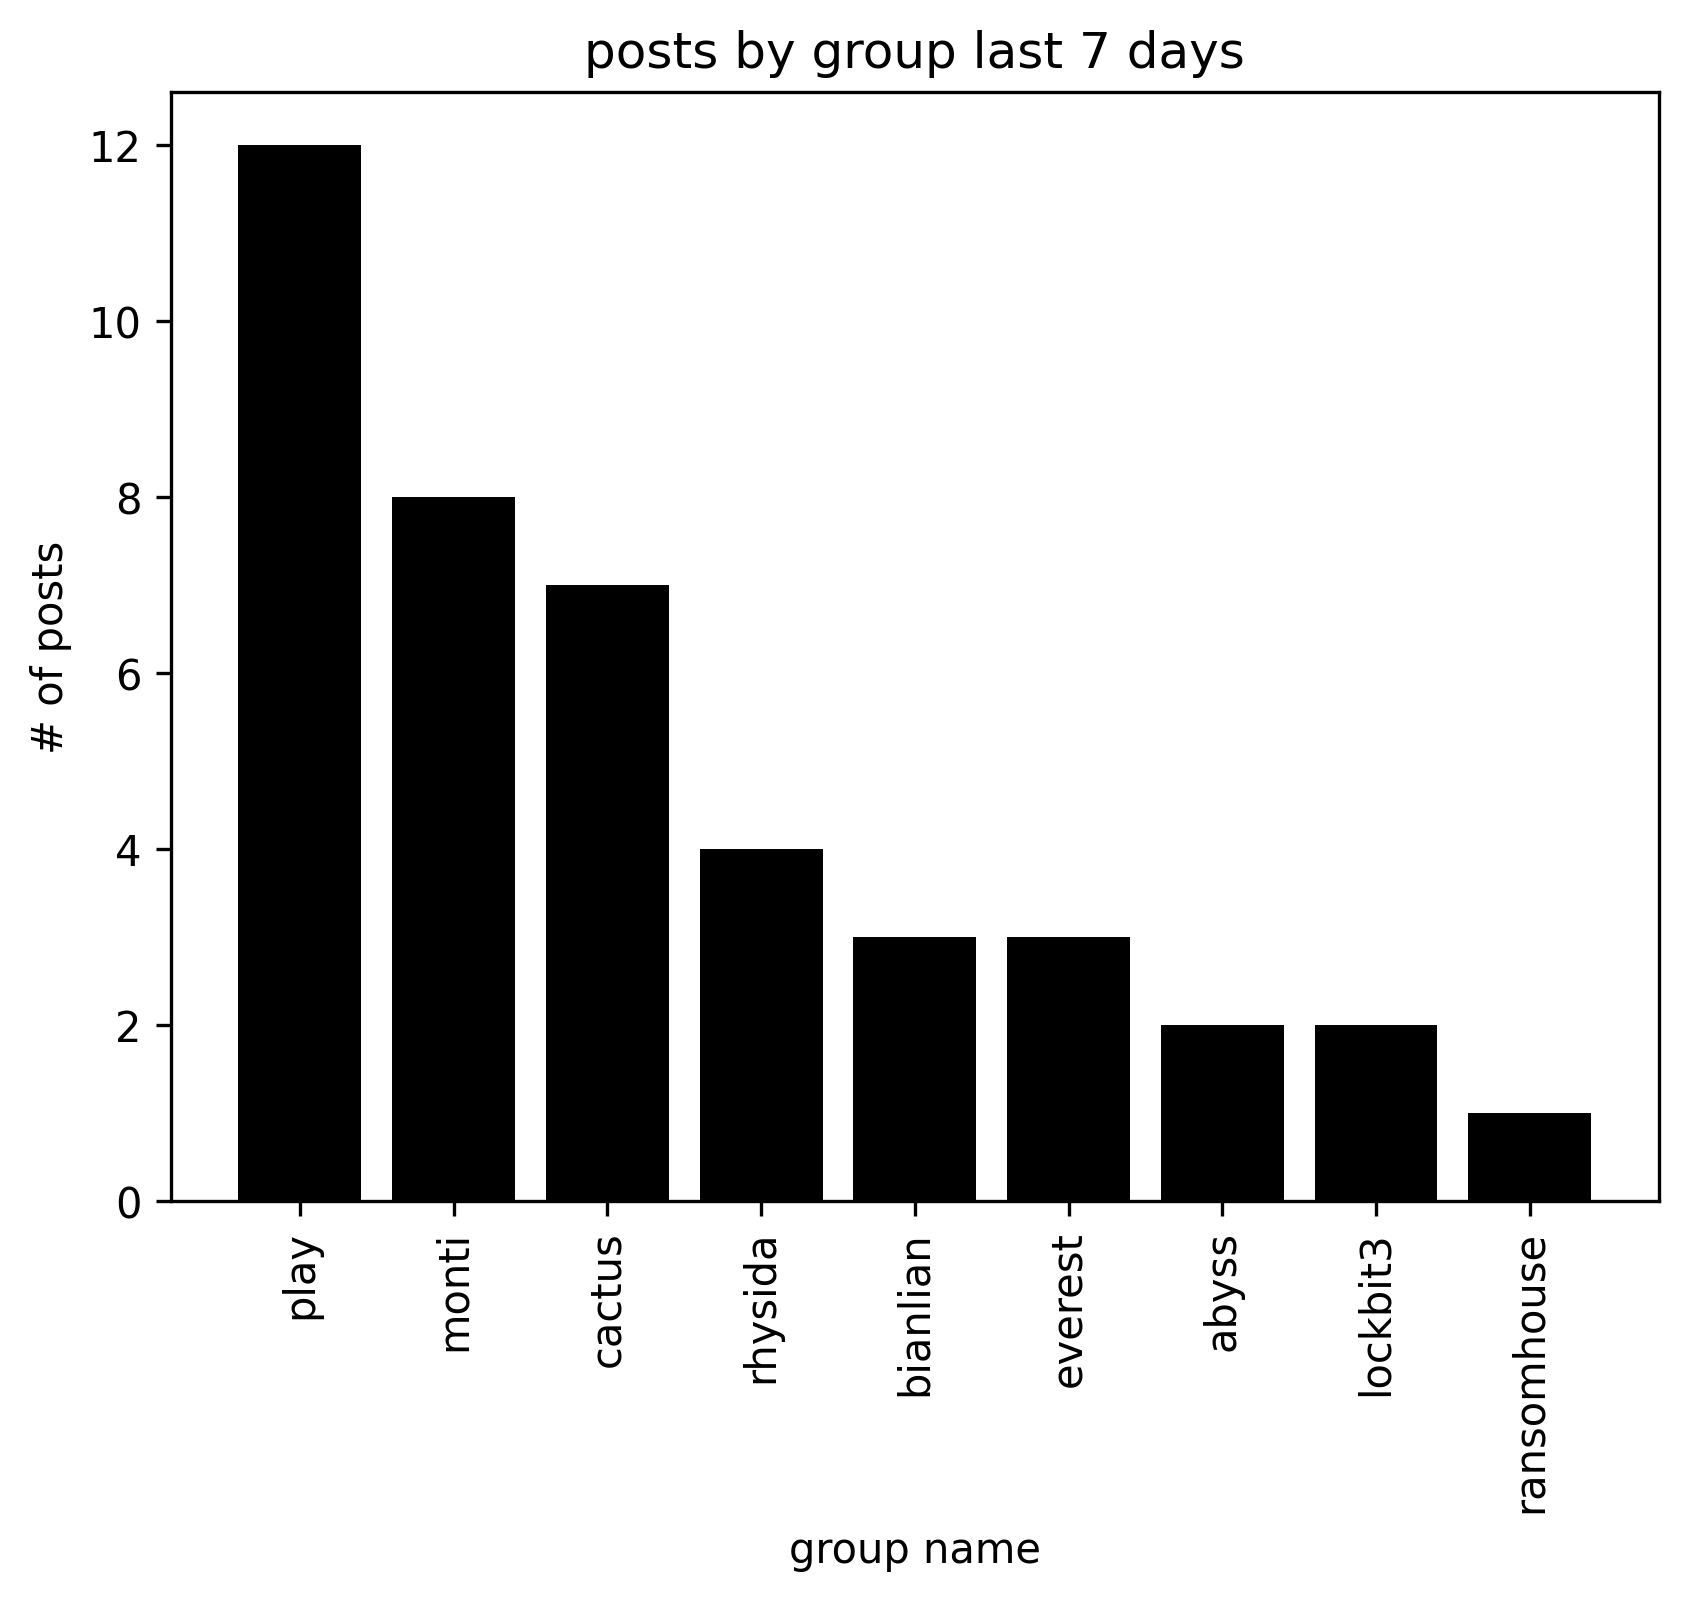 posts by group last 7 days
12
10
8
6
4
2
0
# of posts
play
monti
cactus
rhysida
bianlian
everest
abyss
lockbit3
ransomhouse
group name